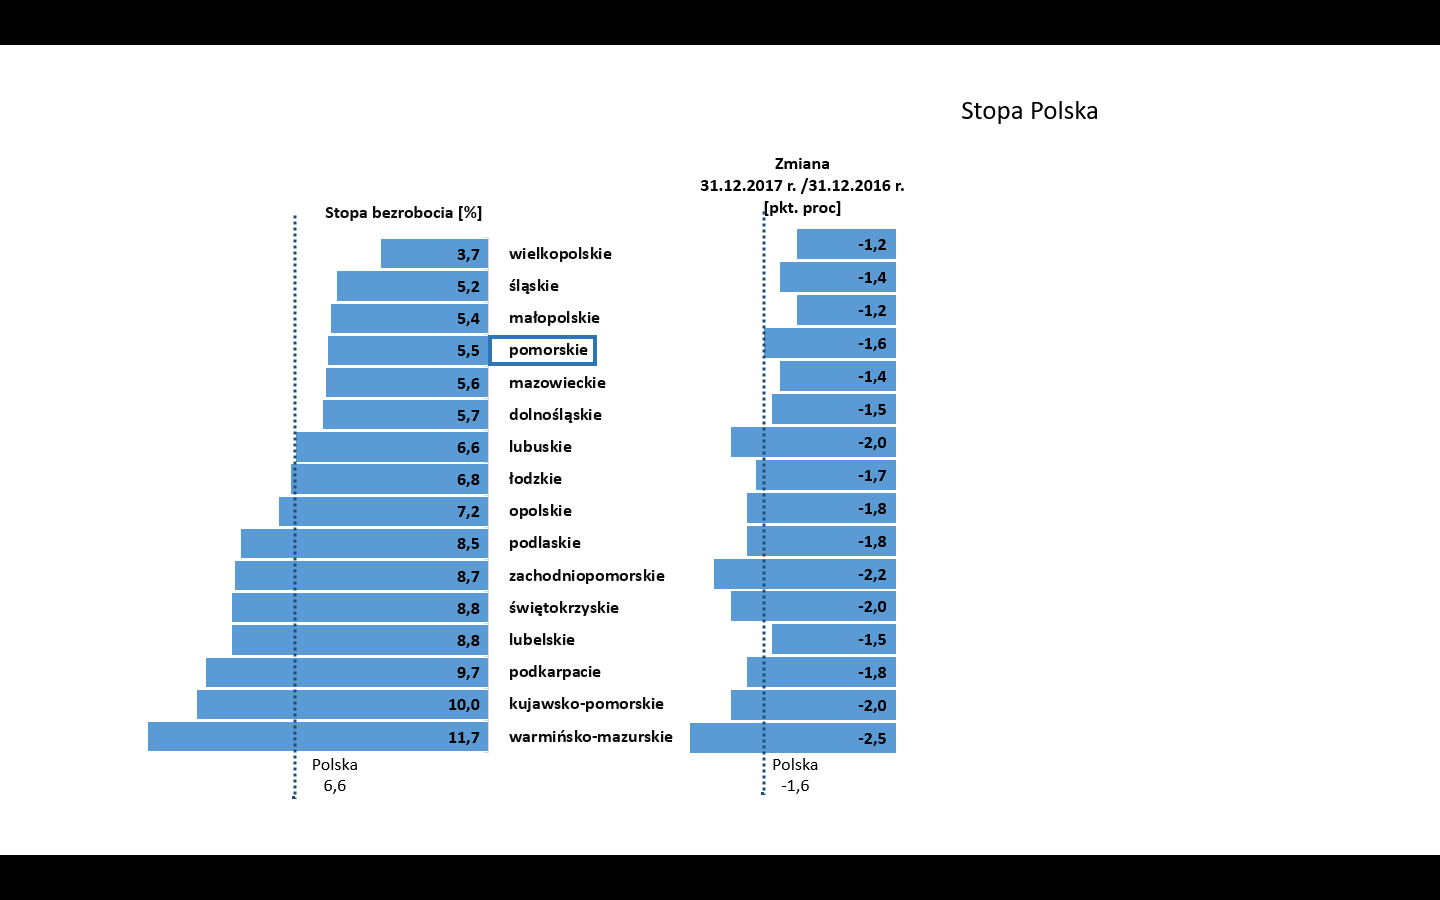 Stopa Polska
Zmiana
31.12.2017 r. /31.12.2016 r.
[pkt. proc]
Stopa bezrobocia [%]
3,7 wielkopolskie -1,2
5,2 śląskie -1,4
5,4 małopolskie -1,2
5,5 pomorskie -1,6
5,6 mazowieckie -1,4
5,7 dolnośląskie -1,5
6,6 lubuskie -2,0
6,8 łodzkie -1,7
7,2 opolskie -1,8
8,5 podlaskie -1,8
8,7 zachodniopomorskie -2,2
8,8 świętokrzyskie -2,0
8,8 lubelskie -1,5
9,7 podkarpacie -1,8
10,0 kujawsko-pomorskie -2,0
11,7 warmińsko-mazurskie -2,5
Polska Polska
6,6 -1,6